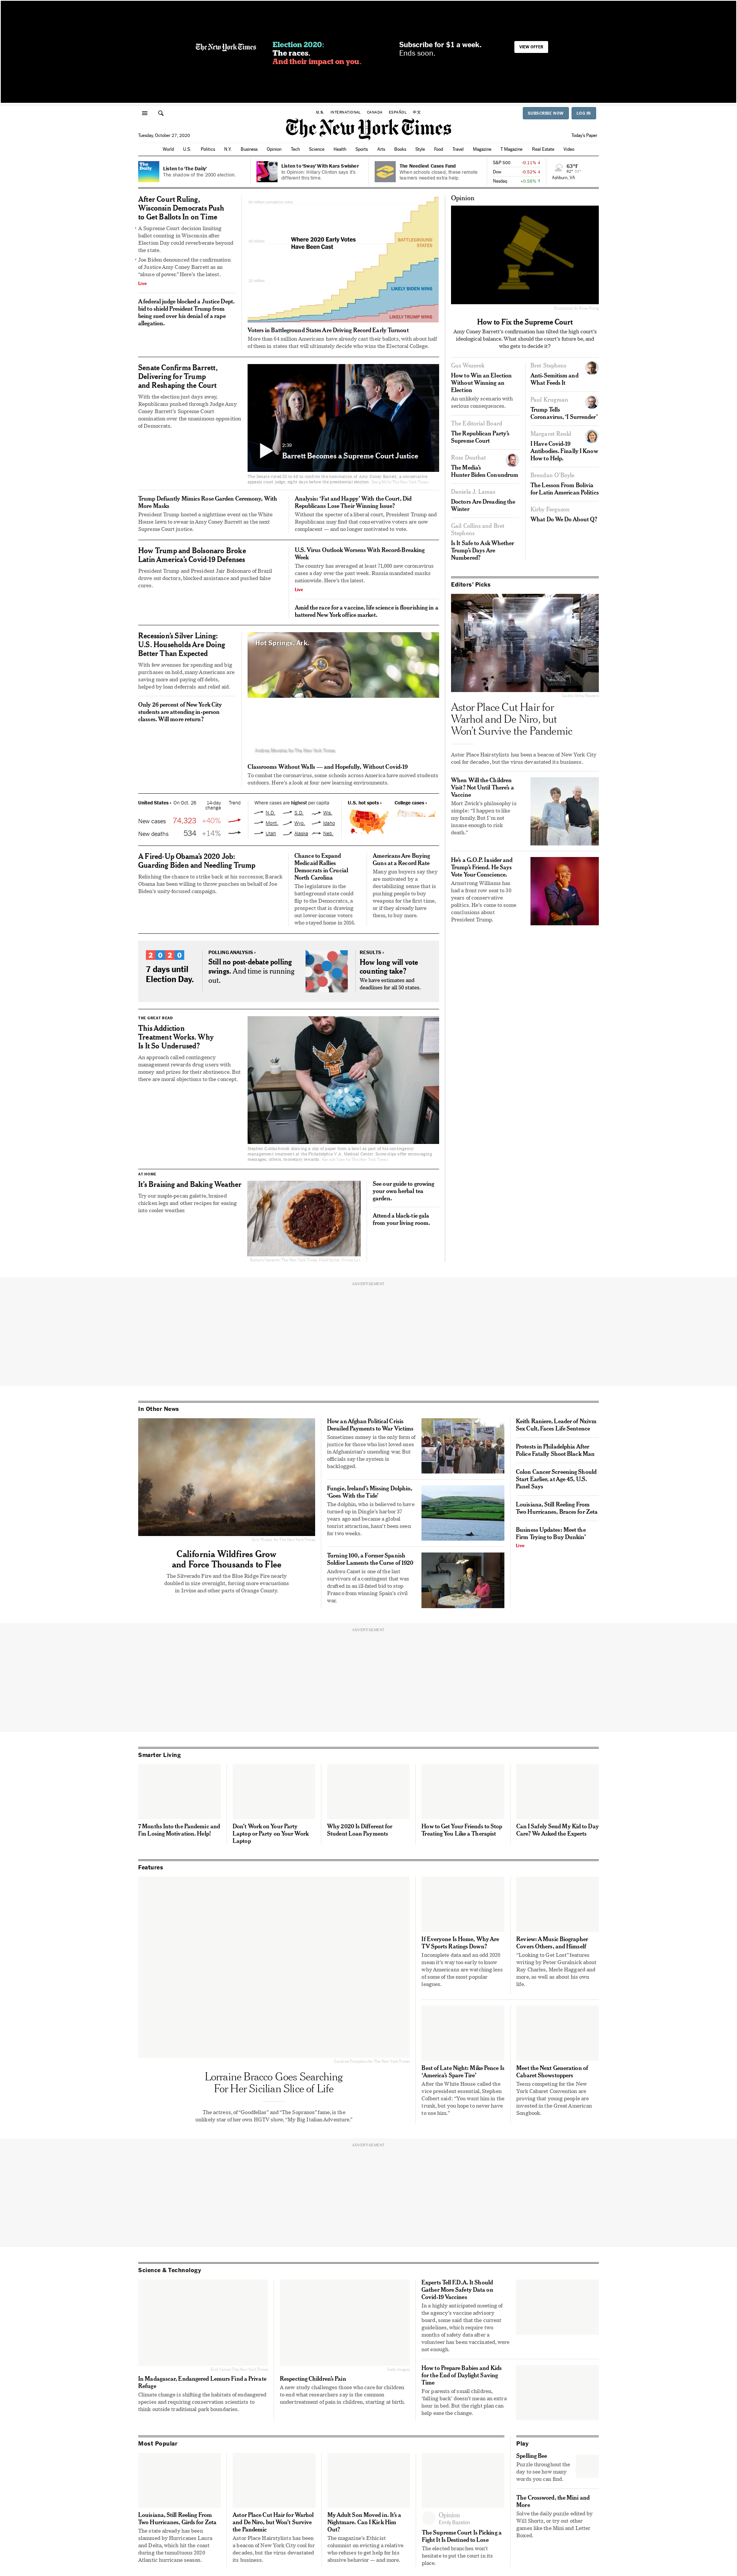 The New York Times
Election 2020:
The races.
And their impact on you.
Subscribe for $1 a week.
Ends soon.
VIEW OFFER
U.S. INTERNATIONAL CANADA ESPAÑOL 中文
SUBSCRIBE NOW
LOG IN
Tuesday, October 27, 2020
The New York Times
Today's Paper
World U.S. Politics N.Y. Business Opinion Tech Science Health Sports Arts Books Style Food Travel Magazine T Magazine Real Estate Video
The Daily
Listen to 'The Daily'
The shadow of the 2000 election.
Listen to 'Sway' With Kara Swisher
In Opinion: Hillary Clinton says it's
different this time.
The Neediest Cases Fund
When schools closed, these remote
learners needed extra help.
S&P 500 -0.11%
Dow -0.52%
Nasdaq +0.58%
63°F
Ashburn, VA
After Court Ruling,
Wisconsin Democrats Push
to Get Ballots In on Time
A Supreme Court decision limiting
ballot counting in Wisconsin after
Election Day could reverberate beyond
the state.
Joe Biden denounced the confirmation
of Justice Amy Coney Barrett as an
"abuse of power." Here's the latest.
Live
A federal judge blocked a Justice Dept.
bid to shield President Trump from
being sued over his denial of a rape
allegation.
Where 2020 Early Votes
Have Been Cast
BATTLEGROUND
STATES
LIKELY BIDEN WINS
LIKELY TRUMP WINS
Voters in Battleground States Are Driving Record Early Turnout
More than 64 million Americans have already cast their ballots, with about half
of them in states that will ultimately decide who wins the Electoral College.
Senate Confirms Barrett,
Delivering for Trump
and Reshaping the Court
With the election just days away,
Republicans pushed through Judge Amy
Coney Barrett's Supreme Court
nomination over the unanimous opposition
of Democrats.
2:39
Barrett Becomes a Supreme Court Justice
The Senate voted 52 to 48 to confirm the nomination of Amy Coney Barrett, a conservative
appeals court judge, eight days before the presidential election.
Trump Defiantly Mimics Rose Garden Ceremony, With
More Masks
President Trump hosted a nighttime event on the White
House lawn to swear in Amy Coney Barrett as the next
Supreme Court justice.
Analysis: 'Fat and Happy' With the Court, Did
Republicans Lose Their Winning Issue?
Without the specter of a liberal court, President Trump and
Republicans may find that conservative voters are now
complacent — and no longer motivated to vote.
How Trump and Bolsonaro Broke
Latin America's Covid-19 Defenses
President Trump and President Jair Bolsonaro of Brazil
drove out doctors, blocked assistance and pushed false
cures.
U.S. Virus Outlook Worsens With Record-Breaking
Week
The country has averaged at least 71,000 new coronavirus
cases a day over the past week. Russia mandated masks
nationwide. Here's the latest.
Live
Amid the race for a vaccine, life science is flourishing in a
battered New York office market.
Recession's Silver Lining:
U.S. Households Are Doing
Better Than Expected
With few avenues for spending and big
purchases on hold, many Americans are
saving more and paying off debts,
helped by loan deferrals and relief aid.
Only 26 percent of New York City
students are attending in-person
classes. Will more return?
Hot Springs, Ark.
Classrooms Without Walls — and Hopefully, Without Covid-19
To combat the coronavirus, some schools across America have moved students
outdoors. Here's a look at four new learning environments.
United States › On Oct. 26 14-day
change Trend
New cases 74,323 +40%
New deaths 534 +14%
Where cases are highest per capita
N.D. S.D. Wis.
Mont. Wyo. Idaho
Utah Alaska Neb.
U.S. hot spots ›
College cases ›
A Fired-Up Obama's 2020 Job:
Guarding Biden and Needling Trump
Relishing the chance to strike back at his successor, Barack
Obama has been willing to throw punches on behalf of Joe
Biden's unity-focused campaign.
Chance to Expand
Medicaid Rallies
Democrats in Crucial
North Carolina
The legislature in the
battleground state could
flip to the Democrats, a
prospect that is drawing
out lower-income voters
who stayed home in 2016.
Americans Are Buying
Guns at a Record Rate
Many gun buyers say they
are motivated by a
destabilizing sense that is
pushing people to buy
weapons for the first time,
or if they already have
them, to buy more.
2020
7 days until
Election Day.
POLLING ANALYSIS ›
Still no post-debate polling
swings. And time is running
out.
RESULTS ›
How long will vote
counting take?
We have estimates and
deadlines for all 50 states.
THE GREAT READ
This Addiction
Treatment Works. Why
Is It So Underused?
An approach called contingency
management rewards drug users with
money and prizes for their abstinence. But
there are moral objections to the concept.
AT HOME
It's Braising and Baking Weather
Try our maple-pecan galette, braised
chicken legs and other recipes for easing
into cooler weather.
See our guide to growing
your own herbal tea
garden.
Attend a black-tie gala
from your living room.
Opinion
How to Fix the Supreme Court
Amy Coney Barrett's confirmation has tilted the high court's
ideological balance. What should the court's future be, and
who gets to decide it?
Gus Wezerek
How to Win an Election
Without Winning an
Election
An unlikely scenario with
serious consequences.
The Editorial Board
The Republican Party's
Supreme Court
Ross Douthat
The Media's
Hunter Biden Conundrum
Daniela J. Lamas
Doctors Are Dreading the
Winter
Gail Collins and Bret
Stephens
Is It Safe to Ask Whether
Trump's Days Are
Numbered?
Bret Stephens
Anti-Semitism and
What Feeds It
Paul Krugman
Trump Tells
Coronavirus, 'I Surrender'
Margaret Renkl
I Have Covid-19
Antibodies. Finally I Know
How to Help.
Brendan O'Boyle
The Lesson From Bolivia
for Latin American Politics
Kirby Ferguson
What Do We Do About Q?
Editors' Picks
Astor Place Cut Hair for
Warhol and De Niro, but
Won't Survive the Pandemic
Astor Place Hairstylists has been a beacon of New York City
cool for decades, but the virus devastated its business.
When Will the Children
Visit? Not Until There's a
Vaccine
Mort Zwick's philosophy is
simple: "I happen to like
my family. But I'm not
insane enough to risk
death."
He's a G.O.P. Insider and
Trump's Friend. He Says
Vote Your Conscience.
Armstrong Williams has
had a front row seat to 30
years of conservative
politics. He's come to some
conclusions about
President Trump.
ADVERTISEMENT
In Other News
California Wildfires Grow
and Force Thousands to Flee
The Silverado Fire and the Blue Ridge Fire nearly
doubled in size overnight, forcing more evacuations
in Irvine and other parts of Orange County.
How an Afghan Political Crisis
Derailed Payments to War Victims
Sometimes money is the only form of
justice for those who lost loved ones
in Afghanistan's unending war. But
officials say the system is
backlogged.
Fungie, Ireland's Missing Dolphin,
'Goes With the Tide'
The dolphin, who is believed to have
turned up in Dingle's harbor 37
years ago and became a global
tourist attraction, hasn't been seen
for two weeks.
Turning 100, a Former Spanish
Soldier Laments the Curse of 1920
Andreu Canet is one of the last
survivors of a contingent that was
drafted in an ill-fated bid to stop
Franco from winning Spain's civil
war.
Keith Raniere, Leader of Nxivm
Sex Cult, Faces Life Sentence
Protests in Philadelphia After
Police Fatally Shoot Black Man
Colon Cancer Screening Should
Start Earlier, at Age 45, U.S.
Panel Says
Louisiana, Still Reeling From
Two Hurricanes, Braces for Zeta
Business Updates: Meet the
Firm Trying to Buy Dunkin'
Live
ADVERTISEMENT
Smarter Living
7 Months Into the Pandemic and
I'm Losing Motivation. Help!
Don't Work on Your Party
Laptop or Party on Your Work
Laptop
Why 2020 Is Different for
Student Loan Payments
How to Get Your Friends to Stop
Treating You Like a Therapist
Can I Safely Send My Kid to Day
Care? We Asked the Experts
Features
Lorraine Bracco Goes Searching
For Her Sicilian Slice of Life
The actress, of "Goodfellas" and "The Sopranos" fame, is the
unlikely star of her own HGTV show, "My Big Italian Adventure."
If Everyone Is Home, Why Are
TV Sports Ratings Down?
Incomplete data and an odd 2020
mean it's way too early to know
why Americans are watching less
of some of the most popular
leagues.
Review: A Music Biographer
Covers Others, and Himself
"Looking to Get Lost" features
writing by Peter Guralnick about
Ray Charles, Merle Haggard and
more, as well as about his own
life.
Best of Late Night: Mike Pence Is
'America's Spare Tire'
After the White House called the
vice president essential, Stephen
Colbert said: "You want him in the
trunk, but you hope to never have
to use him."
Meet the Next Generation of
Cabaret Showstoppers
Teens competing for the New
York Cabaret Convention are
proving that young people are
invested in the Great American
Songbook.
ADVERTISEMENT
Science & Technology
In Madagascar, Endangered Lemurs Find a Private
Refuge
Climate change is shifting the habitats of endangered
species and requiring conservation scientists to
think outside traditional park boundaries.
Respecting Children's Pain
A new study challenges those who care for children
to end what researchers say is the common
undertreatment of pain in children, starting at birth.
Experts Tell F.D.A. It Should
Gather More Safety Data on
Covid-19 Vaccines
In a highly anticipated meeting of
the agency's vaccine advisory
board, some said that the current
guidelines, which require two
months of safety data after a
volunteer has been vaccinated, were
not enough.
How to Prepare Babies and Kids
for the End of Daylight Saving
Time
For parents of small children,
'falling back' doesn't mean an extra
hour in bed. But the right plan can
help ease the change.
Most Popular
Louisiana, Still Reeling From
Two Hurricanes, Girds for Zeta
The state already has been
slammed by Hurricanes Laura
and Delta, which hit the coast
during the tumultuous 2020
Atlantic hurricane season.
Astor Place Cut Hair for Warhol
and De Niro, but Won't Survive
the Pandemic
Astor Place Hairstylists has been
a beacon of New York City cool for
decades, but the virus devastated
its business.
My Adult Son Moved in. It's a
Nightmare. Can I Kick Him
Out?
The magazine's Ethicist
columnist on evicting a relative
who refuses to get help for his
abusive behavior — and more.
Opinion
Emily Bazelon
The Supreme Court Is Picking a
Fight It Is Destined to Lose
The elected branches won't
hesitate to put the court in its
place.
Play
Spelling Bee
Puzzle throughout the
day to see how many
words you can find.
The Crossword, the Mini and
More
Solve the daily puzzle edited by
Will Shortz, or try out other
games like the Mini and Letter
Boxed.